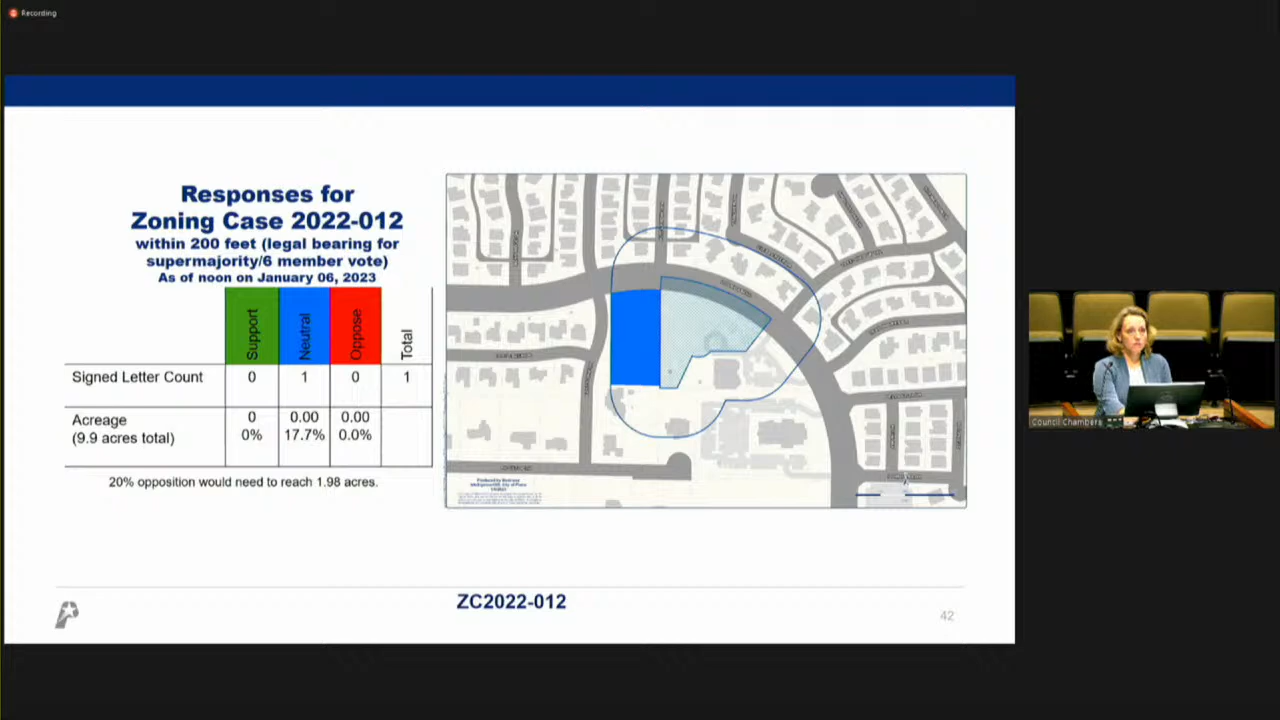 Recording
Responses for
Zoning Case 2022-012
within 200 feet (legal bearing for
supermajority/6 member vote)
As of noon on January 06, 2023
Support Neutral Oppose Total
Signed Letter Count 0 1 0 1
Acreage 0 0.00 0.00
(9.9 acres total) 0% 17.7% 0.0%
20% opposition would need to reach 1.98 acres.
ZC2022-012
42
Council Chambers